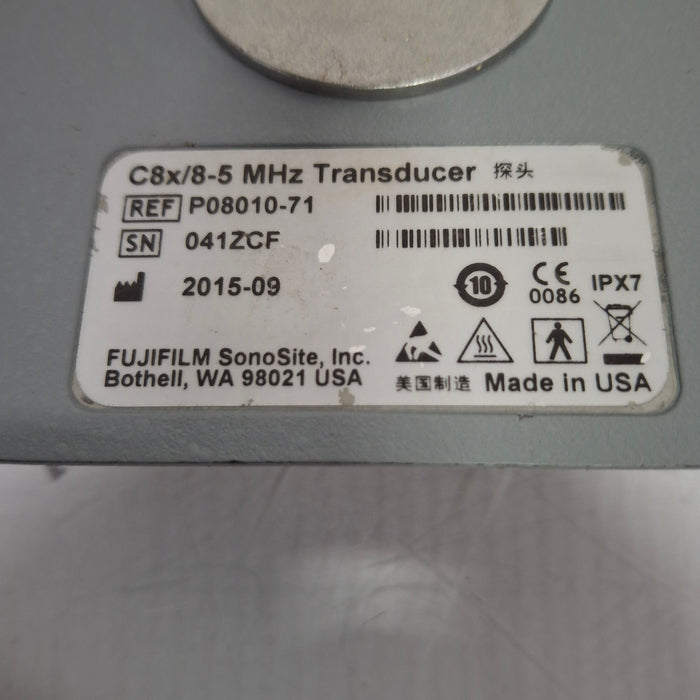 C8x/8-5 MHz Transducer 探头
REF P08010-71
SN 041ZCF
2015-09
10
CE 0086
IPX7
FUJIFILM SonoSite, Inc.
Bothell, WA 98021 USA
美国制造 Made in USA